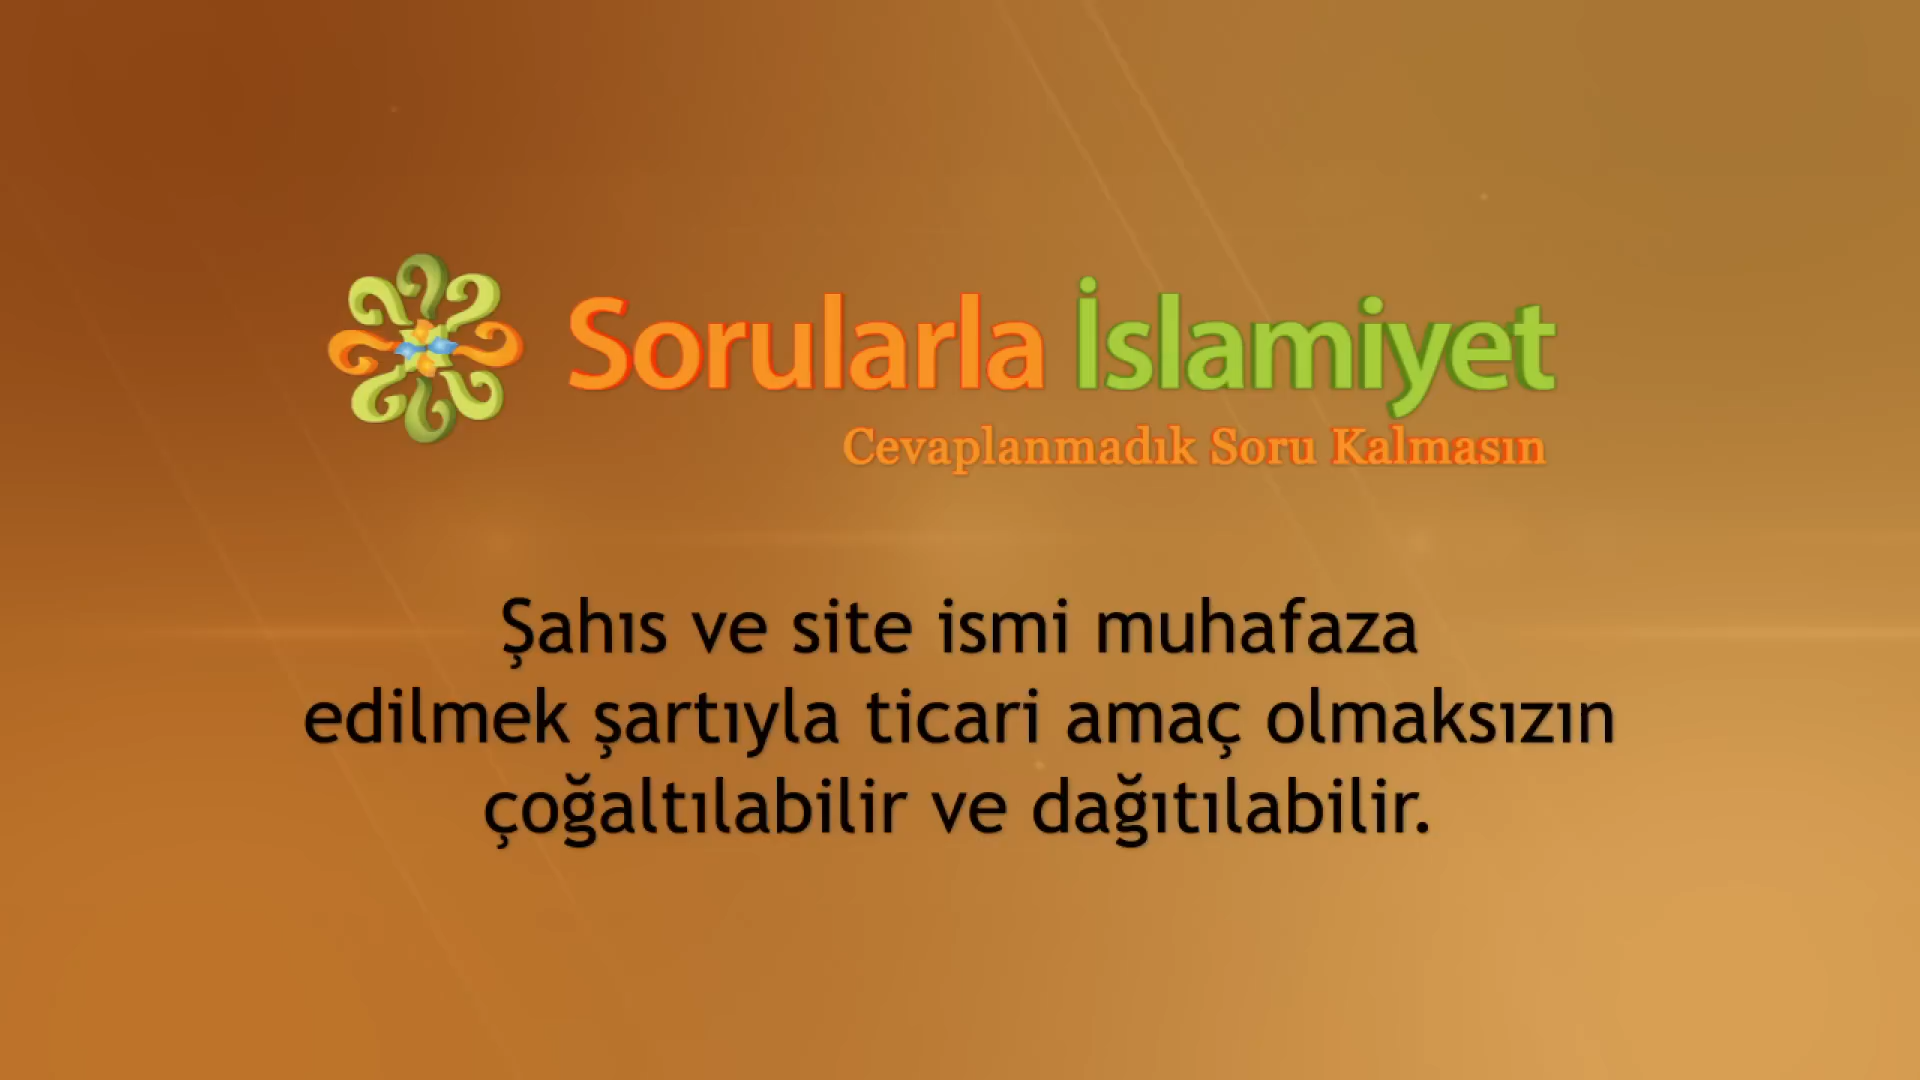 Sorularla İslamiyet
Cevaplanmadık Soru Kalmasın
Şahıs ve site ismi muhafaza
edilmek şartıyla ticari amaç olmaksızın
çoğaltılabilir ve dağıtılabilir.